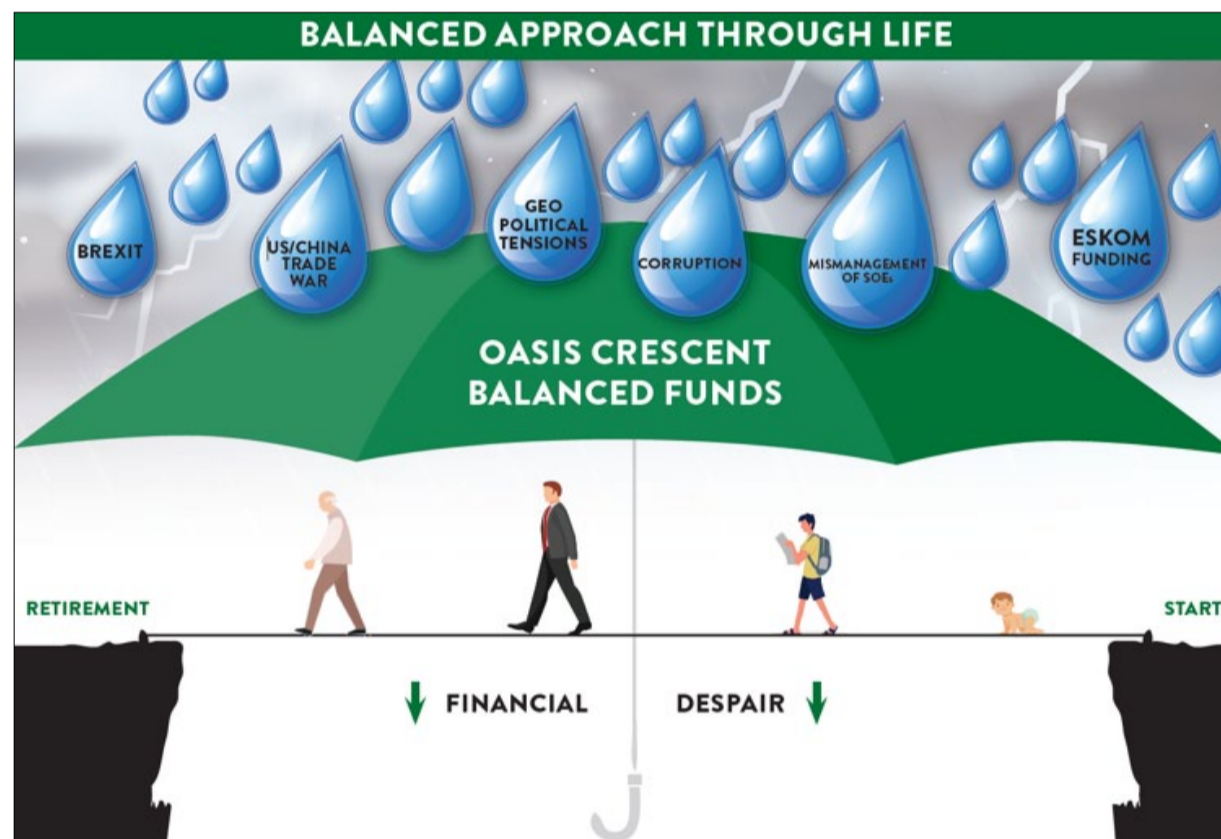 BALANCED APPROACH THROUGH LIFE
BREXIT
US/CHINA
TRADE
WAR
GEO
POLITICAL
TENSIONS
CORRUPTION
MISMANAGEMENT
OF SOEs
ESKOM
FUNDING
OASIS CRESCENT
BALANCED FUNDS
RETIREMENT
START
FINANCIAL
DESPAIR